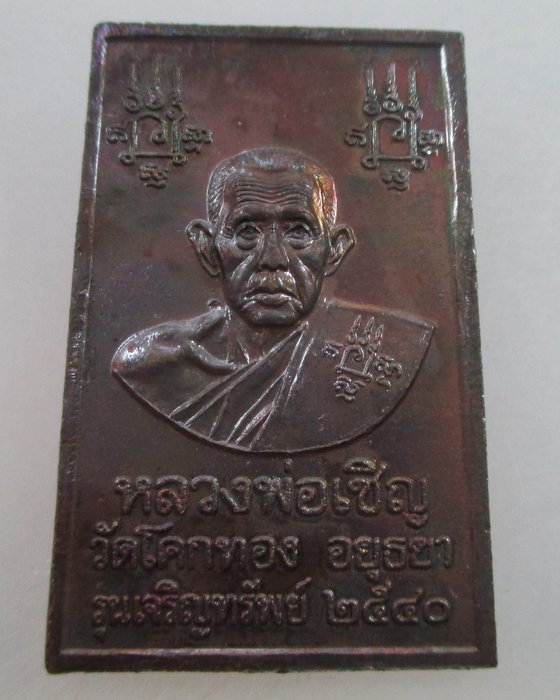 หลวงพ่อเชิญ
วัดโคกทอง อยุธยา
รุ่นเจริญทรัพย์ ๒๕๔๐